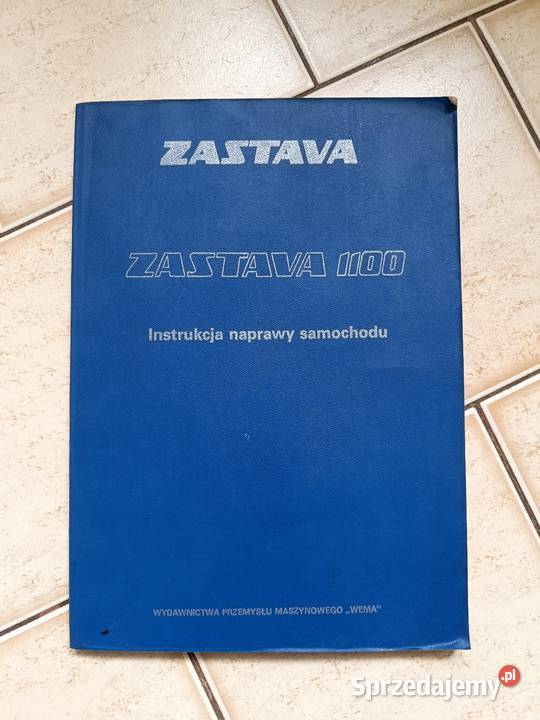 ZASTAVA
ZASTAVA 1100
Instrukcja naprawy samochodu
WYDAWNICTWA PRZEMYSŁU MASZYNOWEGO „WEMA"
Sprzedajemy.pl